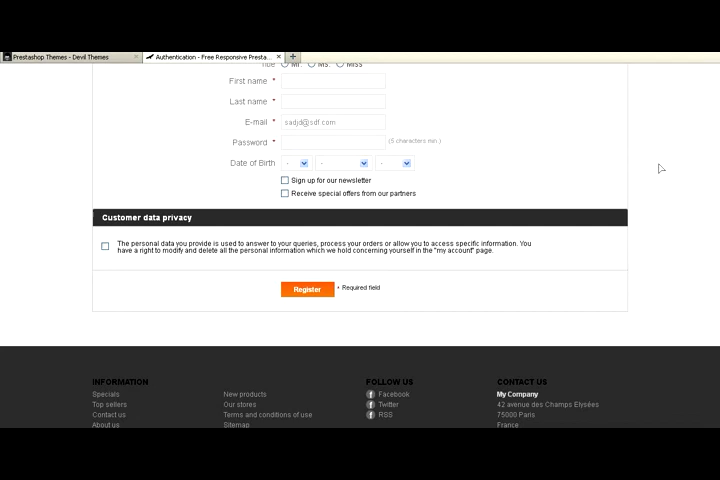 Prestashop Themes - Devil Themes
Authentication - Free Responsive Presta...
Title Mr. Ms. Miss
First name *
Last name *
E-mail * sadjd@sdf.com
Password * (5 characters min.)
Date of Birth - - -
Sign up for our newsletter
Receive special offers from our partners
Customer data privacy
The personal data you provide is used to answer to your queries, process your orders or allow you to access specific information. You
have a right to modify and delete all the personal information which we hold concerning yourself in the "my account" page.
Register * Required field
INFORMATION FOLLOW US CONTACT US
Specials New products Facebook My Company
Top sellers Our stores Twitter 42 avenue des Champs Elysées
Contact us Terms and conditions of use RSS 75000 Paris
About us Sitemap France